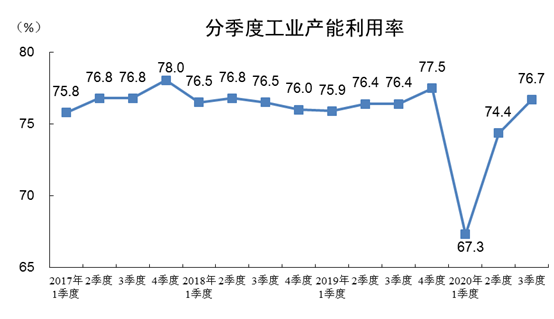 分季度工业产能利用率
(%)
80
75
70
65
75.8
76.8
76.8
78.0
76.5
76.8
76.5
76.0
75.9
76.4
76.4
77.5
67.3
74.4
76.7
2017年
1季度
2季度
3季度
4季度
2018年
1季度
2季度
3季度
4季度
2019年
1季度
2季度
3季度
4季度
2020年
1季度
2季度
3季度